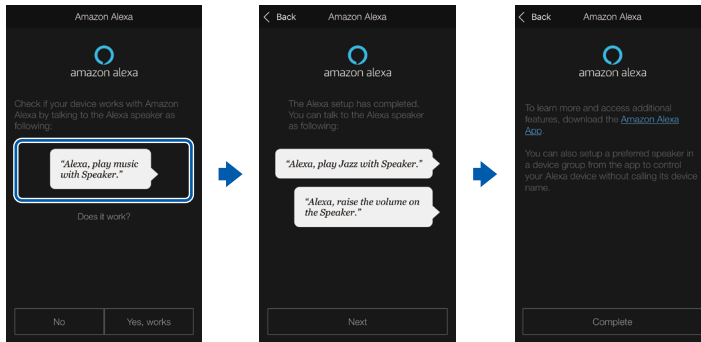 Amazon Alexa
amazon alexa
Check if your device works with Amazon
Alexa by talking to the Alexa speaker as
following:
“Alexa, play music
with Speaker.”
Does it work?
No
Yes, works
Back
Amazon Alexa
amazon alexa
The Alexa setup has completed.
You can talk to the Alexa speaker
as following:
“Alexa, play Jazz with Speaker.”
“Alexa, raise the volume on
the Speaker.”
Next
Back
Amazon Alexa
amazon alexa
To learn more and access additional
features, download the Amazon Alexa
App.
You can also setup a preferred speaker in
a device group from the app to control
your Alexa device without calling its device
name.
Complete